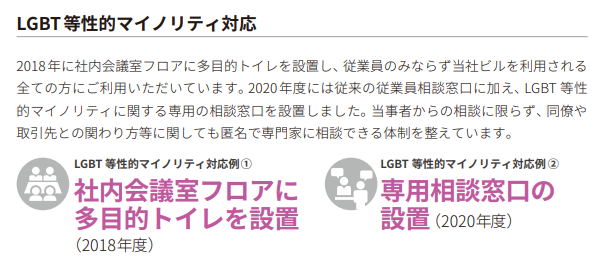 LGBT等性的マイノリティ対応
2018年に社内会議室フロアに多目的トイレを設置し、従業員のみならず当社ビルを利用される
全ての方にご利用いただいています。2020年度には従来の従業員相談窓口に加え、LGBT等性
的マイノリティに関する専用の相談窓口を設置しました。当事者からの相談に限らず、同僚や
取引先との関わり方等に関しても匿名で専門家に相談できる体制を整えています。
LGBT等性的マイノリティ対応例①
社内会議室フロアに
多目的トイレを設置
（2018年度）
LGBT等性的マイノリティ対応例②
専用相談窓口の
設置（2020年度）